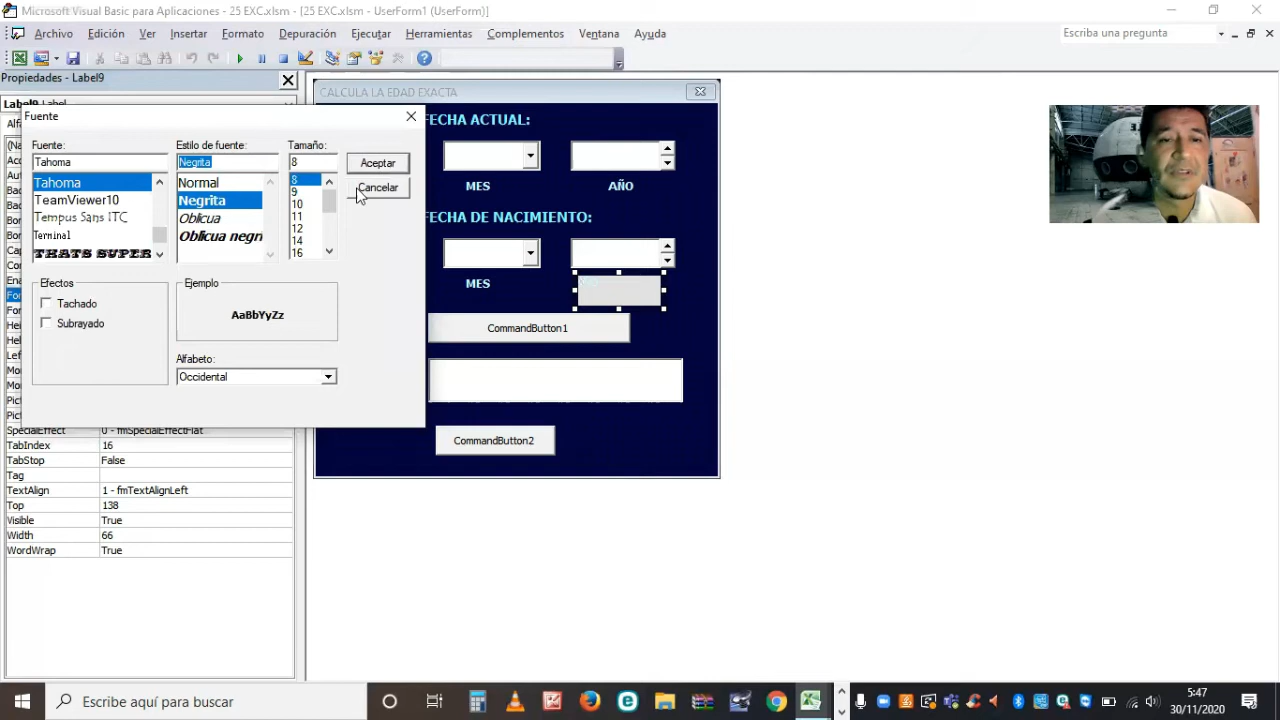 Microsoft Visual Basic para Aplicaciones - 25 EXC.xlsm - [25 EXC.xlsm - UserForm1 (UserForm)]
Archivo Edición Ver Insertar Formato Depuración Ejecutar Herramientas Complementos Ventana Ayuda
Escriba una pregunta
Propiedades - Label9
Label9 Label
Fuente
Fuente:
Tahoma
Tahoma
TeamViewer10
Tempus Sans ITC
Terminal
THATS SUPER
Estilo de fuente:
Negrita
Normal
Negrita
Oblicua
Oblicua negri
Tamaño:
8
8
9
10
11
12
14
16
Aceptar
Cancelar
Efectos
Tachado
Subrayado
Ejemplo
AaBbYyZz
Alfabeto:
Occidental
SpecialEffect 0 - fmSpecialEffectFlat
TabIndex 16
TabStop False
Tag
TextAlign 1 - fmTextAlignLeft
Top 138
Visible True
Width 66
WordWrap True
CALCULA LA EDAD EXACTA
FECHA ACTUAL:
MES AÑO
FECHA DE NACIMIENTO:
MES
CommandButton1
CommandButton2
Escribe aquí para buscar
5:47
30/11/2020